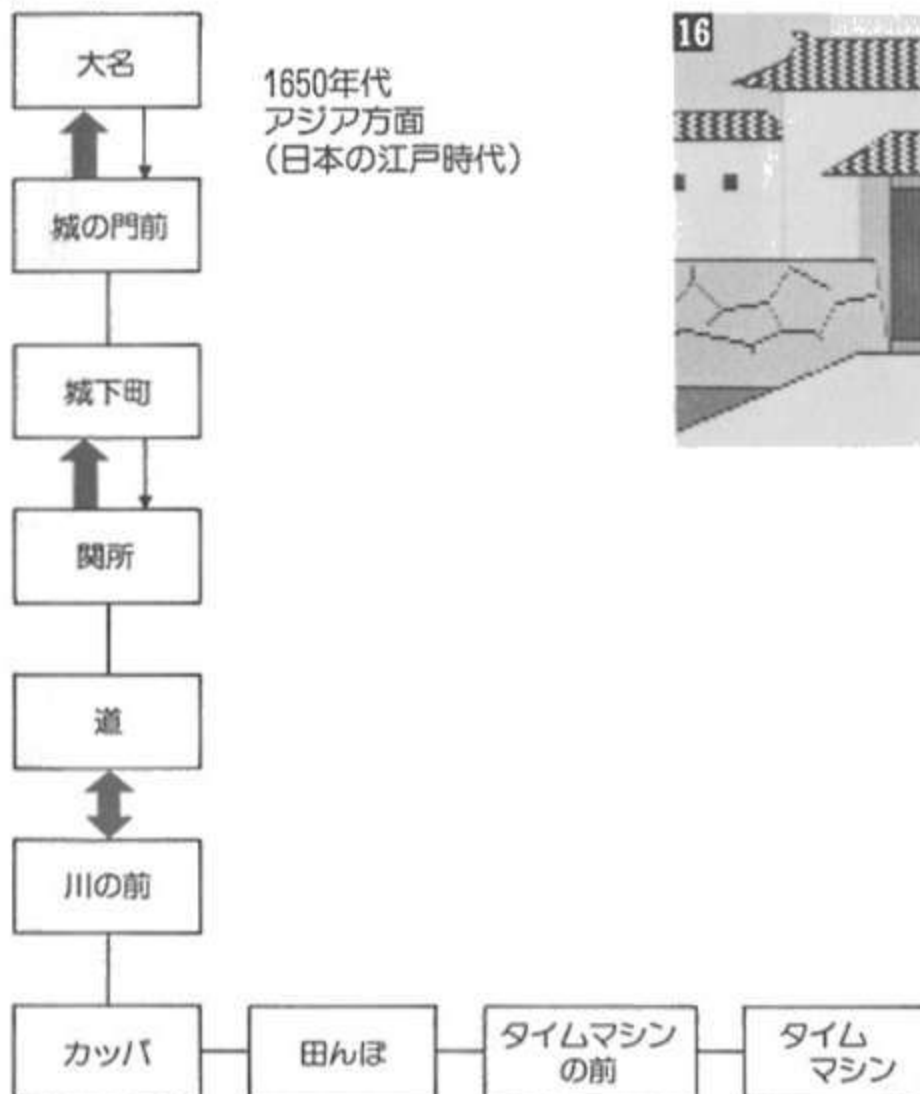 大名
1650年代
アジア方面
(日本の江戸時代)
16
城の門前
城下町
関所
道
川の前
カッパ
田んぼ
タイムマシン
の前
タイム
マシン